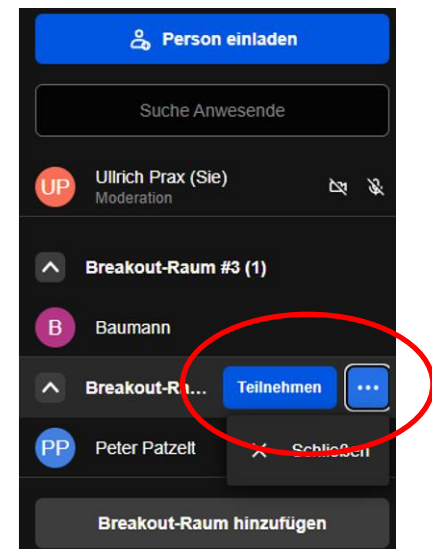 Person einladen
Suche Anwesende
UP
Ullrich Prax (Sie)
Moderation
Breakout-Raum #3 (1)
B
Baumann
Breakout-Ra... Teilnehmen ...
PP
Peter Patzelt
Schließen
Breakout-Raum hinzufügen